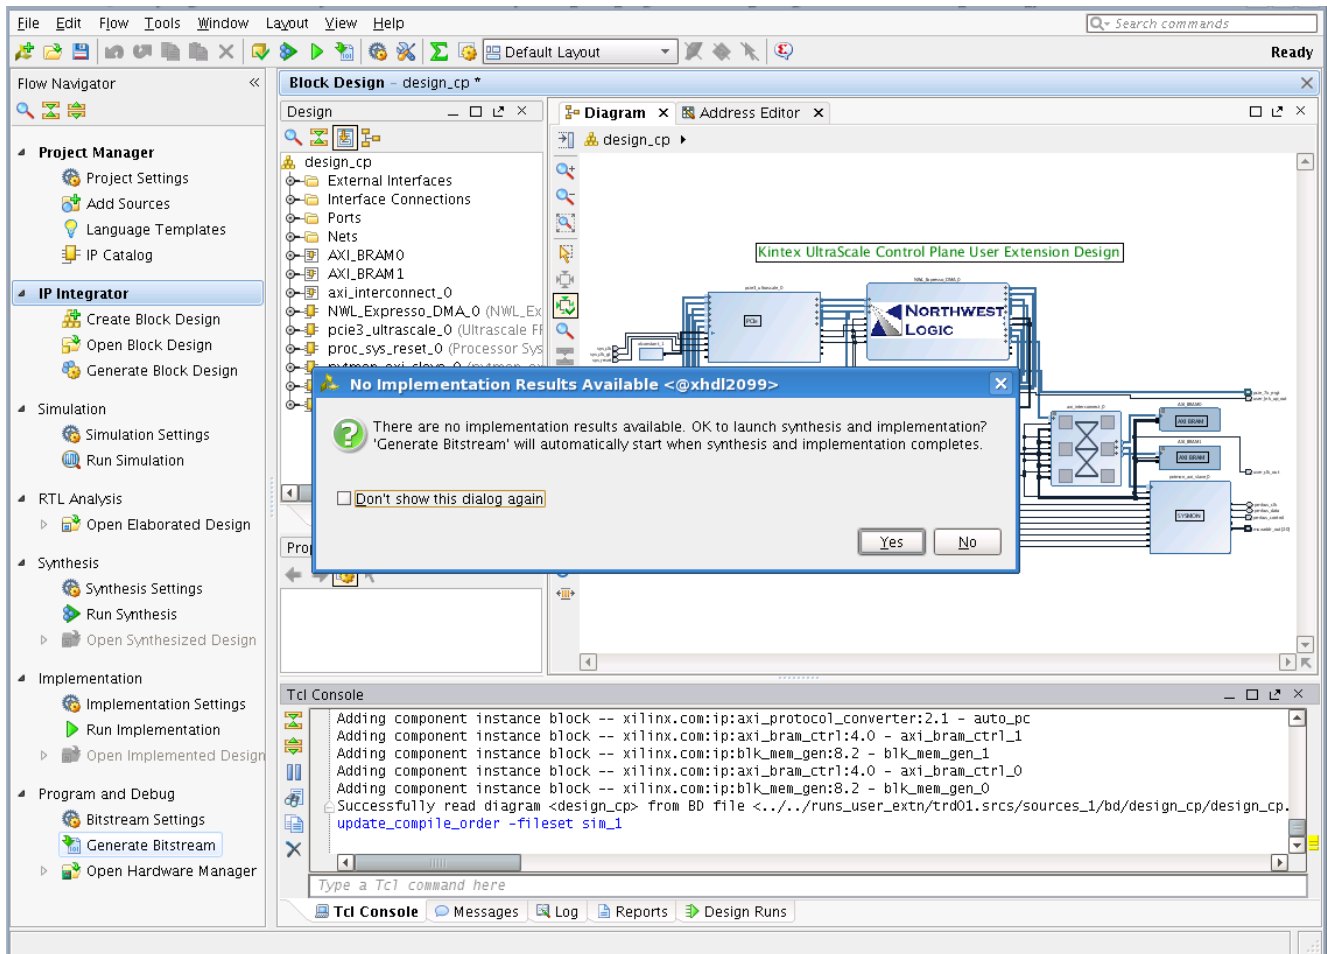 File Edit Flow Tools Window Layout View Help
Search commands
Default Layout
Ready
Flow Navigator
Project Manager
Project Settings
Add Sources
Language Templates
IP Catalog
IP Integrator
Create Block Design
Open Block Design
Generate Block Design
Simulation
Simulation Settings
Run Simulation
RTL Analysis
Open Elaborated Design
Synthesis
Synthesis Settings
Run Synthesis
Open Synthesized Design
Implementation
Implementation Settings
Run Implementation
Open Implemented Design
Program and Debug
Bitstream Settings
Generate Bitstream
Open Hardware Manager
Block Design - design_cp *
Design
design_cp
External Interfaces
Interface Connections
Ports
Nets
AXI_BRAM0
AXI_BRAM1
axi_interconnect_0
NWL_Expresso_DMA_0 (NWL_Ex
pcie3_ultrascale_0 (Ultrascale FF
proc_sys_reset_0 (Processor Sys
Diagram
Address Editor
design_cp
Kintex UltraScale Control Plane User Extension Design
NWL_Expresso_DMA_0
pcie3_ultrascale_0
PCIe
NORTHWEST
LOGIC
axi_interconnect_0
AXI BRAM
AXI BRAM
SYSMON
No Implementation Results Available <@xhdl2099>
There are no implementation results available. OK to launch synthesis and implementation?
'Generate Bitstream' will automatically start when synthesis and implementation completes.
Don't show this dialog again
Yes No
Tcl Console
Adding component instance block -- xilinx.com:ip:axi_protocol_converter:2.1 - auto_pc
Adding component instance block -- xilinx.com:ip:axi_bram_ctrl:4.0 - axi_bram_ctrl_1
Adding component instance block -- xilinx.com:ip:blk_mem_gen:8.2 - blk_mem_gen_1
Adding component instance block -- xilinx.com:ip:axi_bram_ctrl:4.0 - axi_bram_ctrl_0
Adding component instance block -- xilinx.com:ip:blk_mem_gen:8.2 - blk_mem_gen_0
Successfully read diagram <design_cp> from BD file <../../runs_user_extn/trd01.srcs/sources_1/bd/design_cp/design_cp.
update_compile_order -fileset sim_1
Type a Tcl command here
Tcl Console Messages Log Reports Design Runs